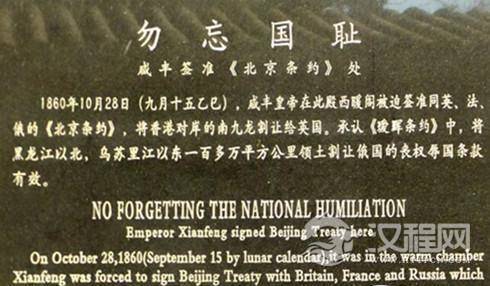 勿忘国耻
咸丰签准《北京条约》处
1860年10月28日（九月十五乙巳），咸丰皇帝在此殿西暖阁被迫签准同英、法、
俄的《北京条约》，将香港对岸的南九龙割让给英国。承认《瑷珲条约》中，将
黑龙江以北，乌苏里江以东一百多万平方公里领土割让俄国的丧权辱国条款
有效。
NO FORGETTING THE NATIONAL HUMILIATION
Emperor Xianfeng signed Beijing Treaty here
On October 28,1860(September 15 by lunar calendar),it was in the warm chamber
Xianfeng was forced to sign Beijing Treaty with Britain, France and Russia which
汉程网